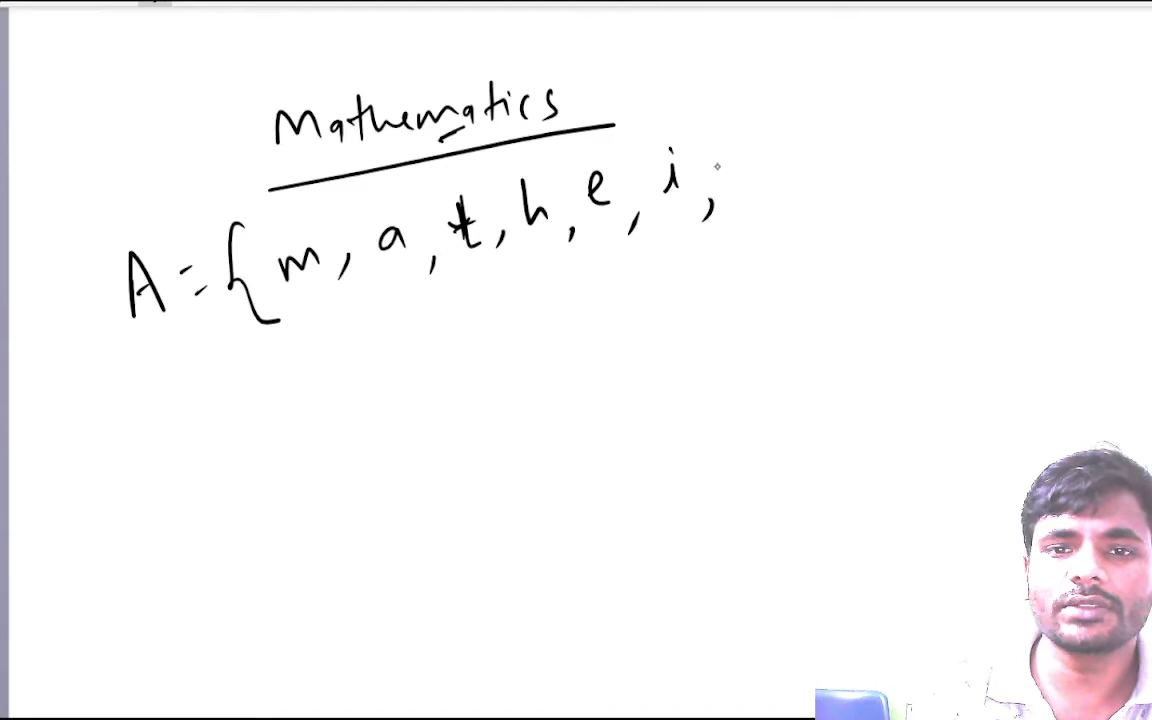 Mathematics
A = { m, a, t, h, e, i,